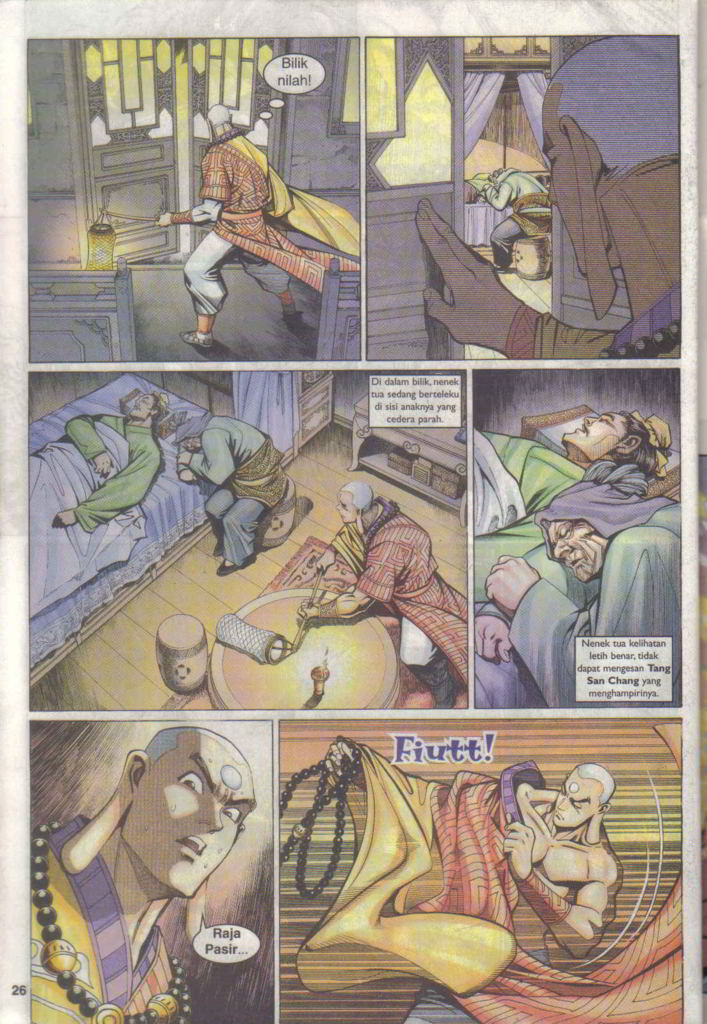 Bilik
nilah!
Di dalam bilik, nenek
tua sedang berteleku
di sisi anaknya yang
cedera parah.
Nenek tua kelihatan
letih benar, tidak
dapat mengesan Tang
San Chang yang
menghampirinya.
Raja
Pasir...
Fiutt!
26